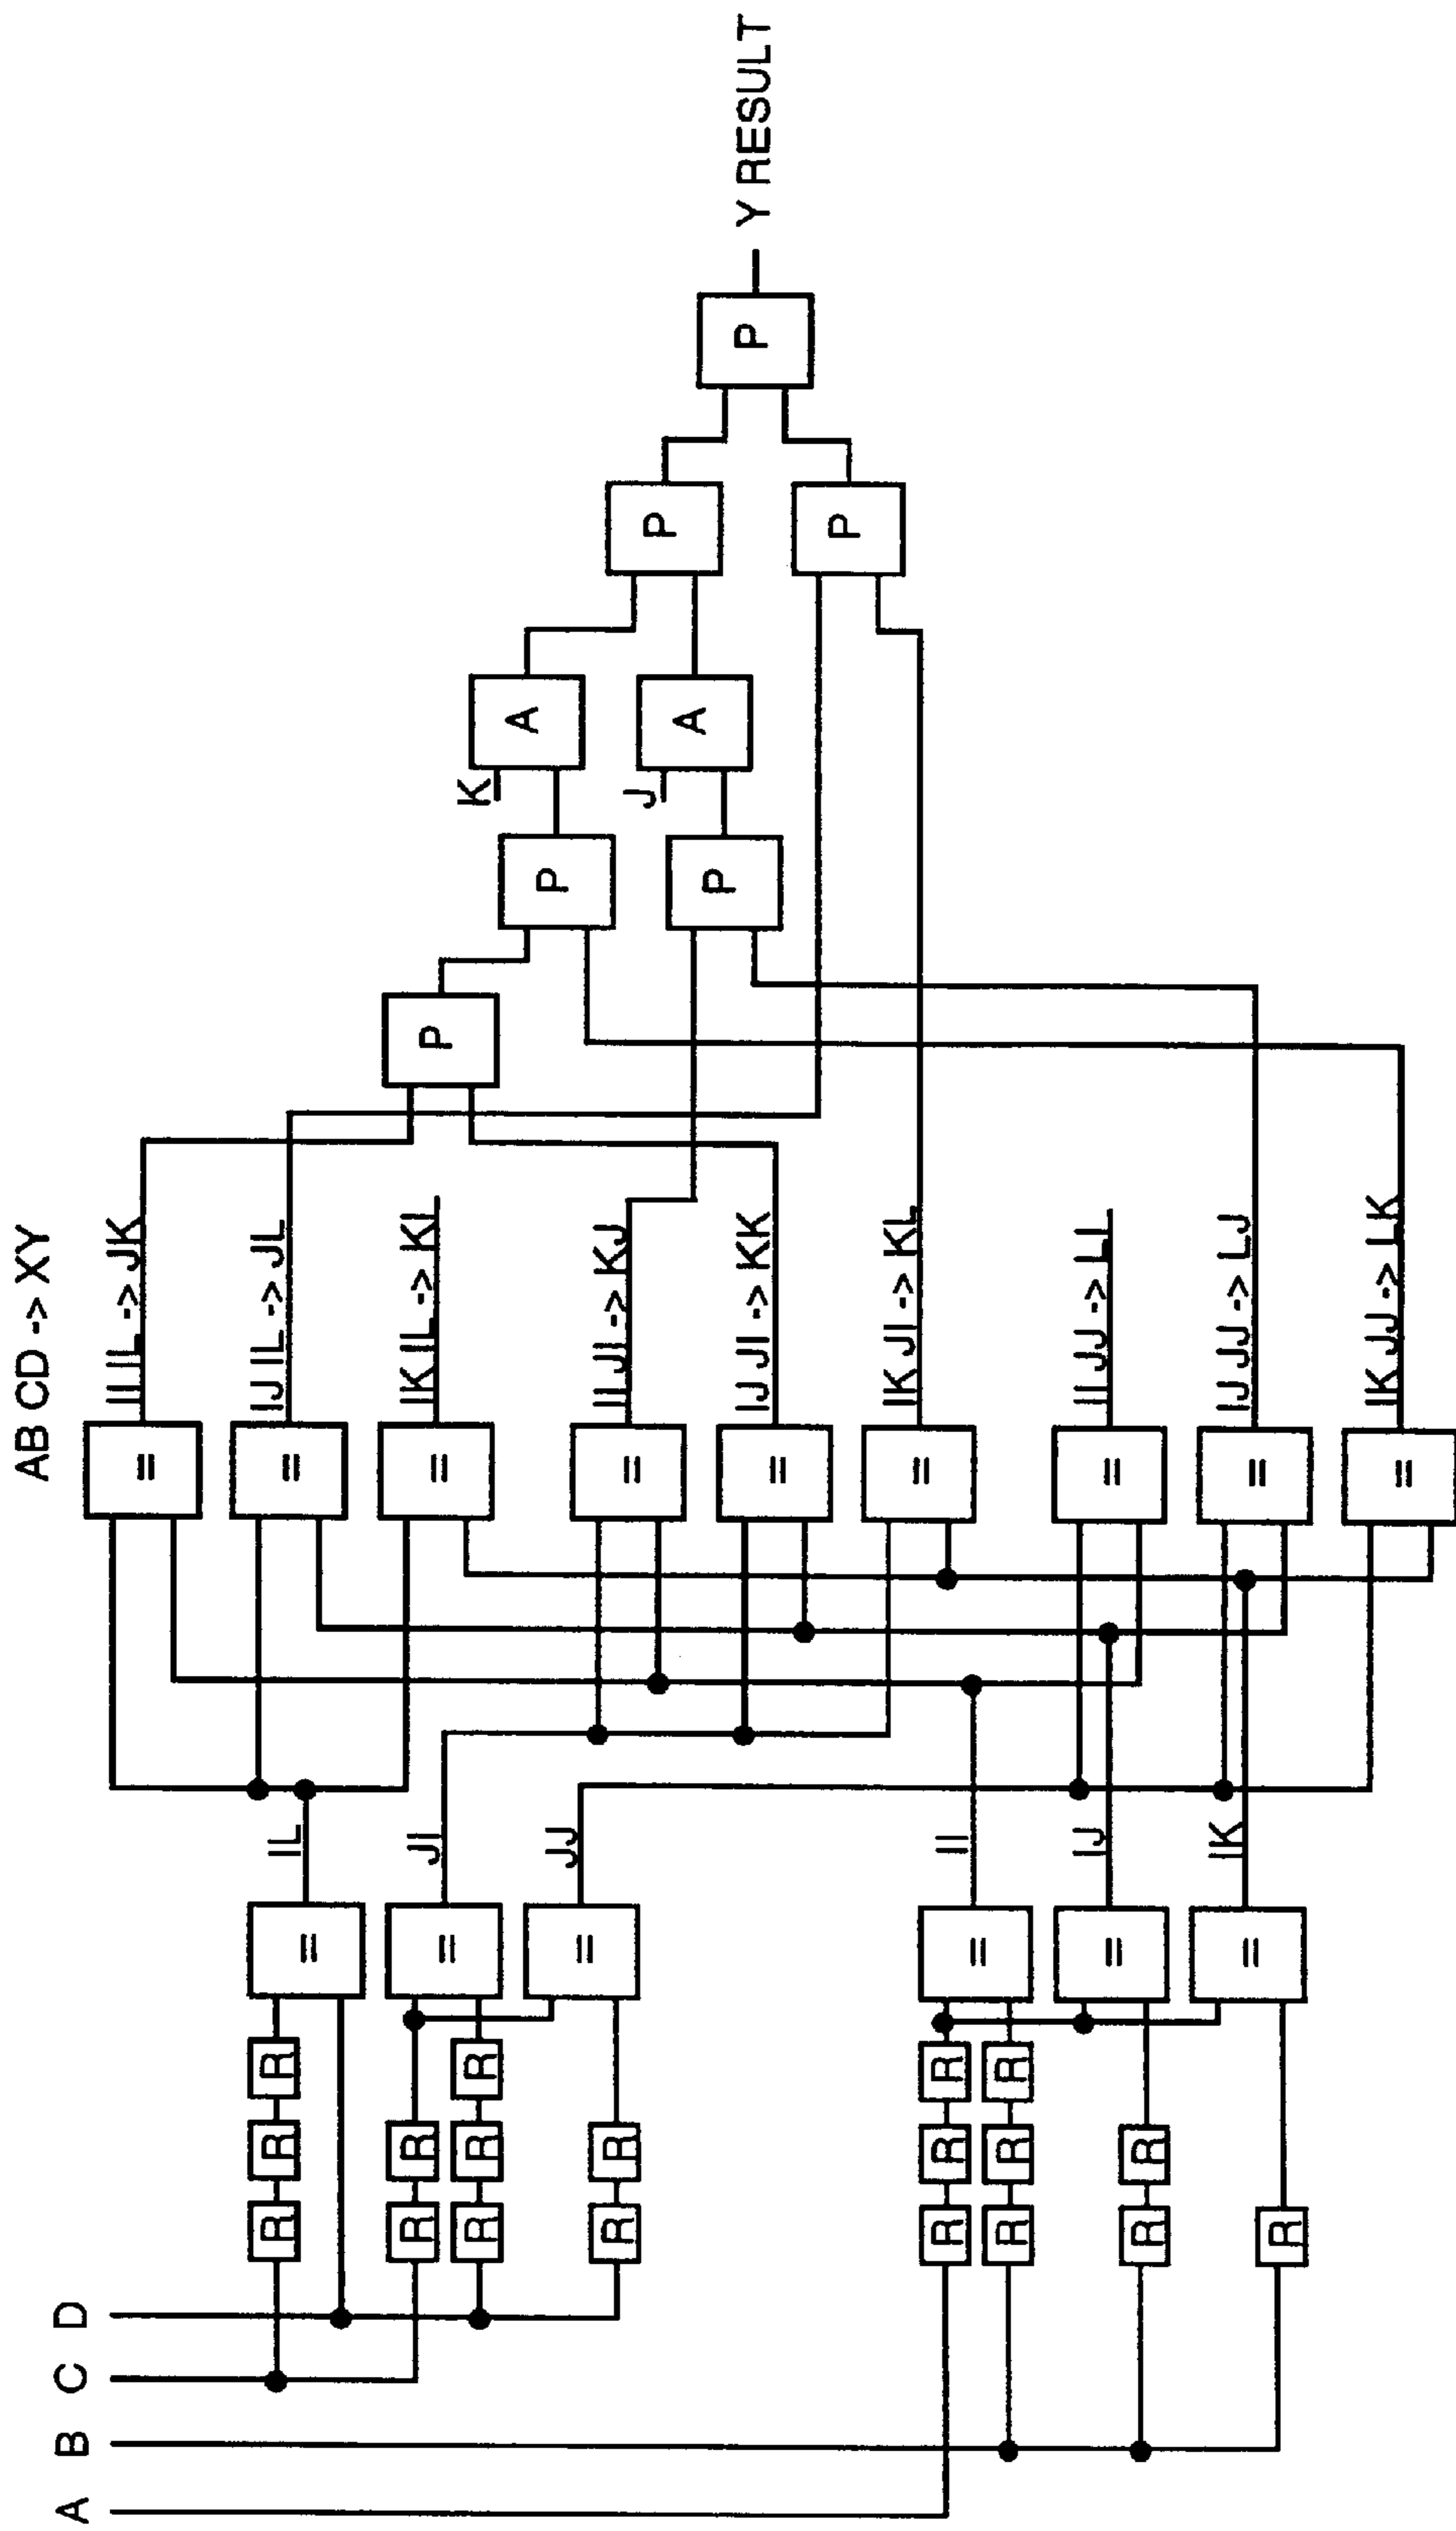 A B C D
AB CD -> XY
= II IL -> JK
R R R = IL
= IJ IL -> JL
R R = JI
R R R
= IK IL -> KI
P
K
A
P
R R = JJ
= II JI -> KJ
J
A
P
P
= IJ JI -> KK
P Y RESULT
P
= IK JI -> KL
R R R = II
R R R
R R = IJ
= II JJ -> LI
R = IK
= IJ JJ -> LJ
= IK JJ -> LK